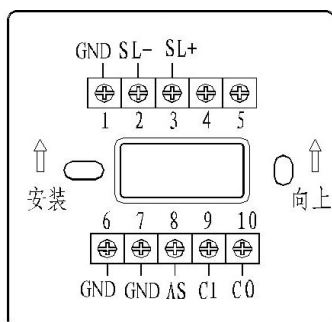 GND SL- SL+
1 2 3 4 5
安装 向上
6 7 8 9 10
GND GND AS C1 C0